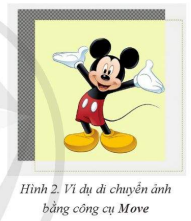 Hình 2. Ví dụ di chuyển ảnh
bằng công cụ Move